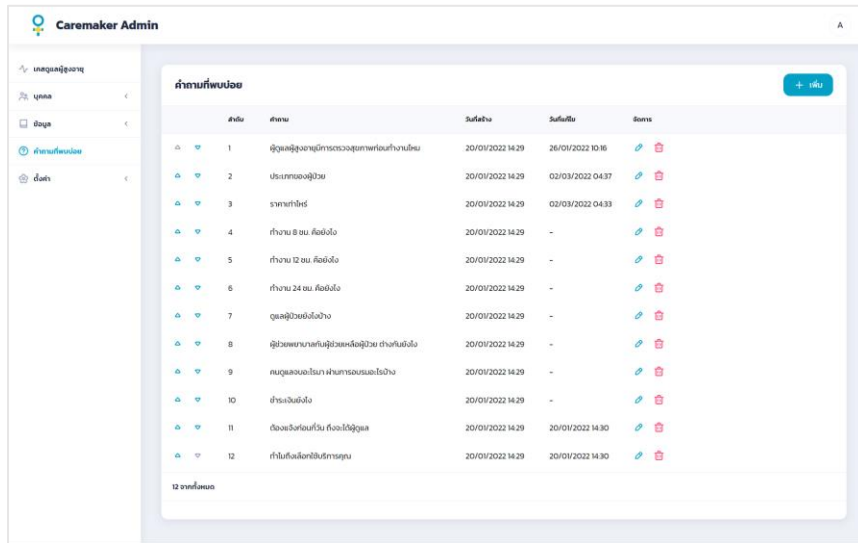 Caremaker Admin
A
เคสดูแลผู้สูงอายุ
บุคคล
ข้อมูล
คำถามที่พบบ่อย
ตั้งค่า
คำถามที่พบบ่อย
+ เพิ่ม
ลำดับ คำถาม วันที่สร้าง วันที่แก้ไข จัดการ
1 ผู้ดูแลผู้สูงอายุมีการตรวจสุขภาพก่อนทำงานไหม 20/01/2022 14:29 26/01/2022 10:16
2 ประเภทของผู้ป่วย 20/01/2022 14:29 02/03/2022 04:37
3 ราคาเท่าไหร่ 20/01/2022 14:29 02/03/2022 04:33
4 ทำงาน 8 ชม. คือยังไง 20/01/2022 14:29 -
5 ทำงาน 12 ชม. คือยังไง 20/01/2022 14:29 -
6 ทำงาน 24 ชม. คือยังไง 20/01/2022 14:29 -
7 ดูแลผู้ป่วยยังไงบ้าง 20/01/2022 14:29 -
8 ผู้ช่วยพยาบาลกับผู้ช่วยเหลือผู้ป่วย ต่างกันยังไง 20/01/2022 14:29 -
9 คนดูแลจบอะไรมา ผ่านการอบรมอะไรบ้าง 20/01/2022 14:29 -
10 ชำระเงินยังไง 20/01/2022 14:29 -
11 ต้องแจ้งก่อนกี่วัน ถึงจะได้ผู้ดูแล 20/01/2022 14:29 20/01/2022 14:30
12 ทำไมถึงเลือกใช้บริการคุณ 20/01/2022 14:29 20/01/2022 14:30
12 จากทั้งหมด